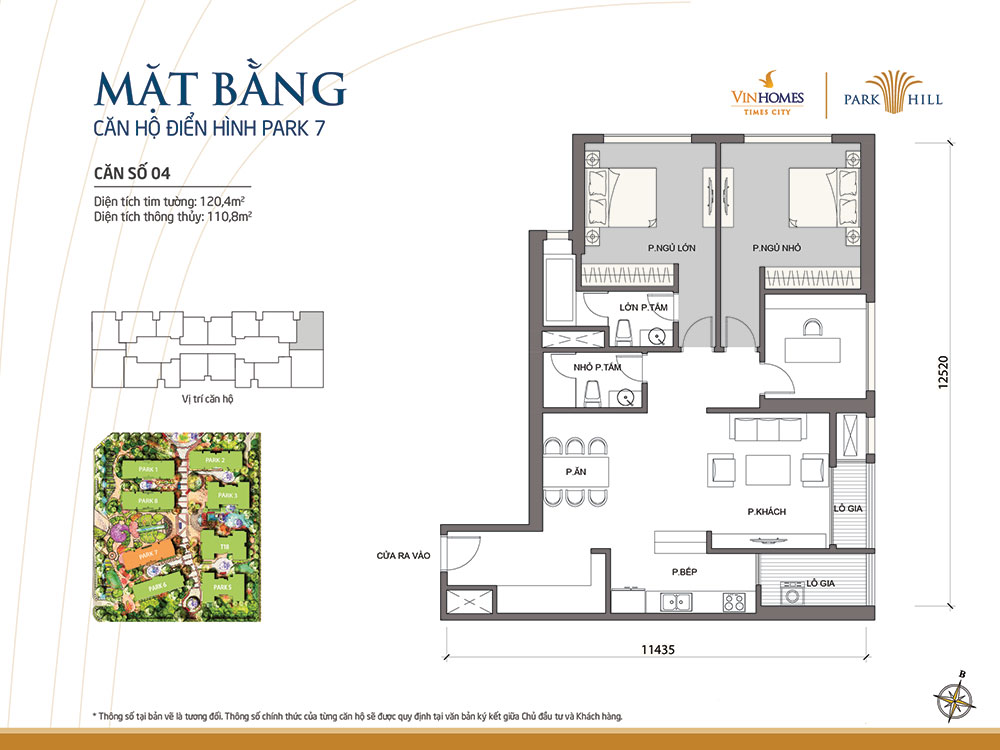 MẶT BẰNG
CĂN HỘ ĐIỂN HÌNH PARK 7
VINHOMES
TIMES CITY
PARK HILL
CĂN SỐ 04
Diện tích tim tường: 120,4m²
Diện tích thông thủy: 110,8m²
P.NGỦ LỚN
P.NGỦ NHỎ
LỚN P.TẮM
NHỎ P.TẮM
P.ĂN
P.KHÁCH
LÔ GIA
CỬA RA VÀO
P.BẾP
LÔ GIA
12520
11435
Vị trí căn hộ
PARK 1
PARK 2
PARK 8
PARK 3
PARK 7
T18
PARK 6
PARK 5
B
* Thông số tại bản vẽ là tương đối. Thông số chính thức của từng căn hộ sẽ được quy định tại văn bản ký kết giữa Chủ đầu tư và Khách hàng.